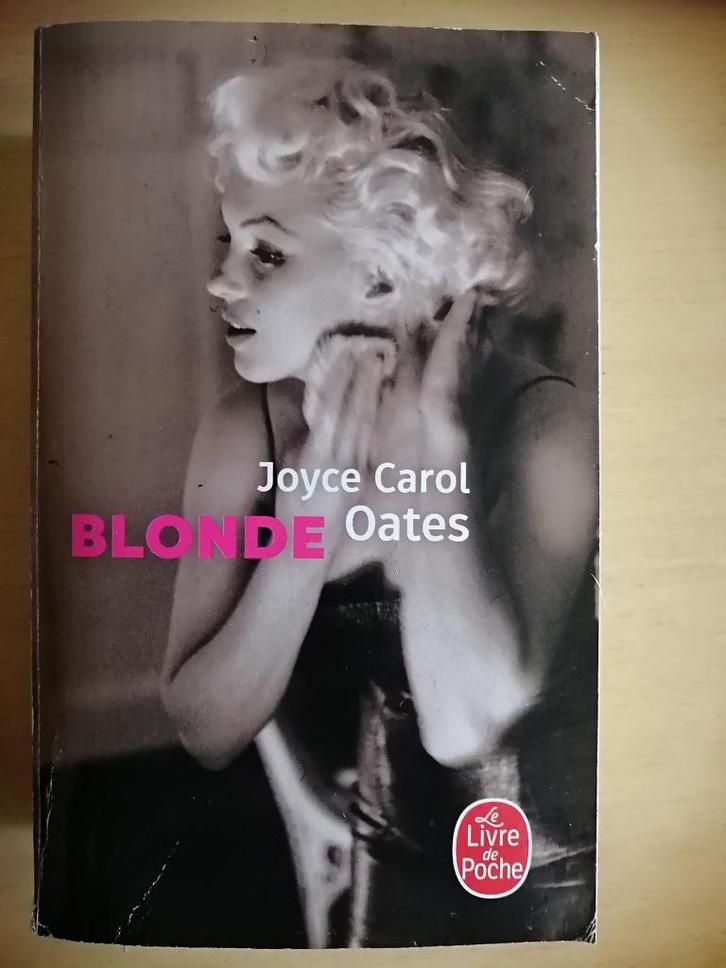 Joyce Carol
BLONDE Oates
Le
Livre
de
Poche